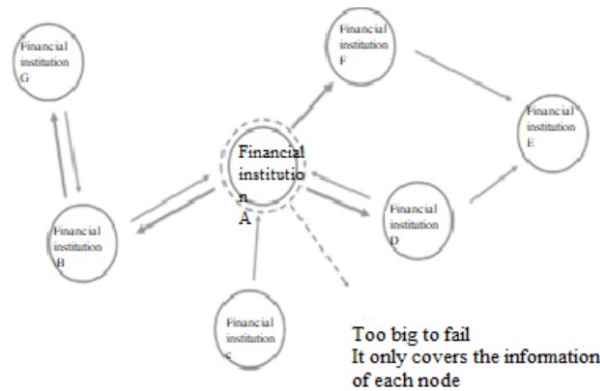 Financial
institution
G
Financial
institution
F
Financial
institution
E
Financial
institutio
n
A
Financial
institution
D
Financial
institution
B
Financial
institution
c
Too big to fail
It only covers the information
of each node